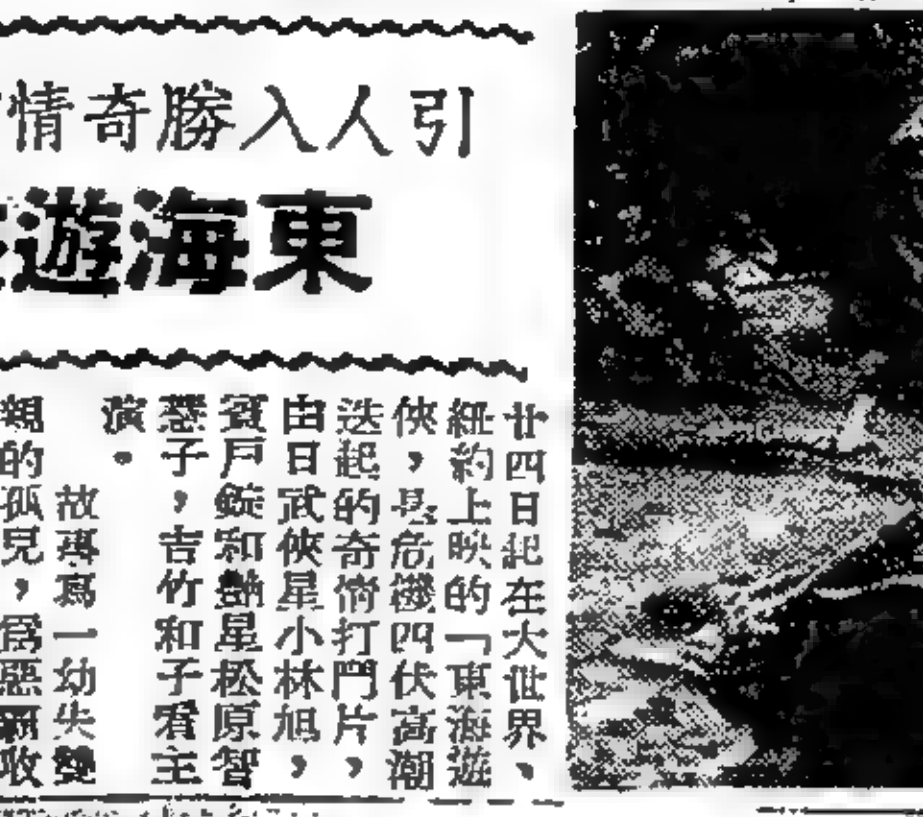 引人入勝奇情
東海遊
廿四日起在大世界、
紐約上映的「東海遊
俠，是危機四伏高潮
迭起的奇情打鬥片，
由日武俠星小林旭，
宍戶錠和艷星松原智
慧子，吉竹和子肴主
演。
故事寫一幼失雙
親的孤兒，爲惡霸收